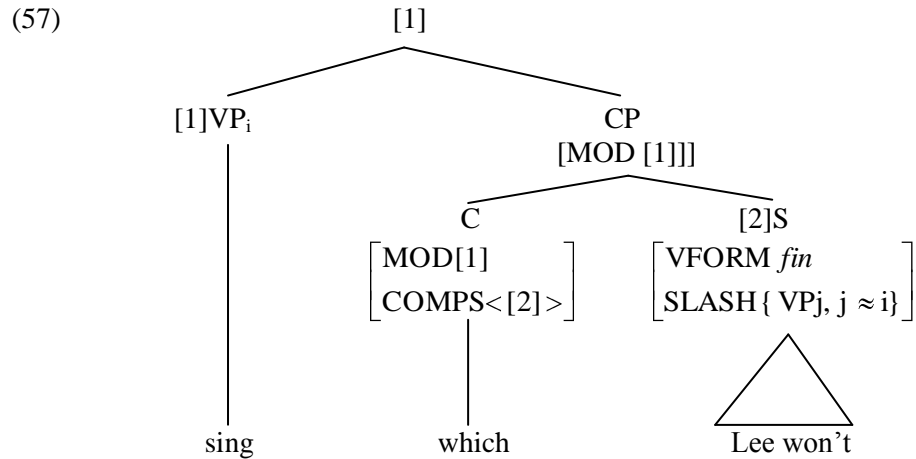 (57) [1]
[1]VPi CP
[MOD [1]]]
C [2]S
MOD[1] VFORM fin
COMPS<[2]> SLASH{ VPj, j ≈ i}
sing which Lee won't